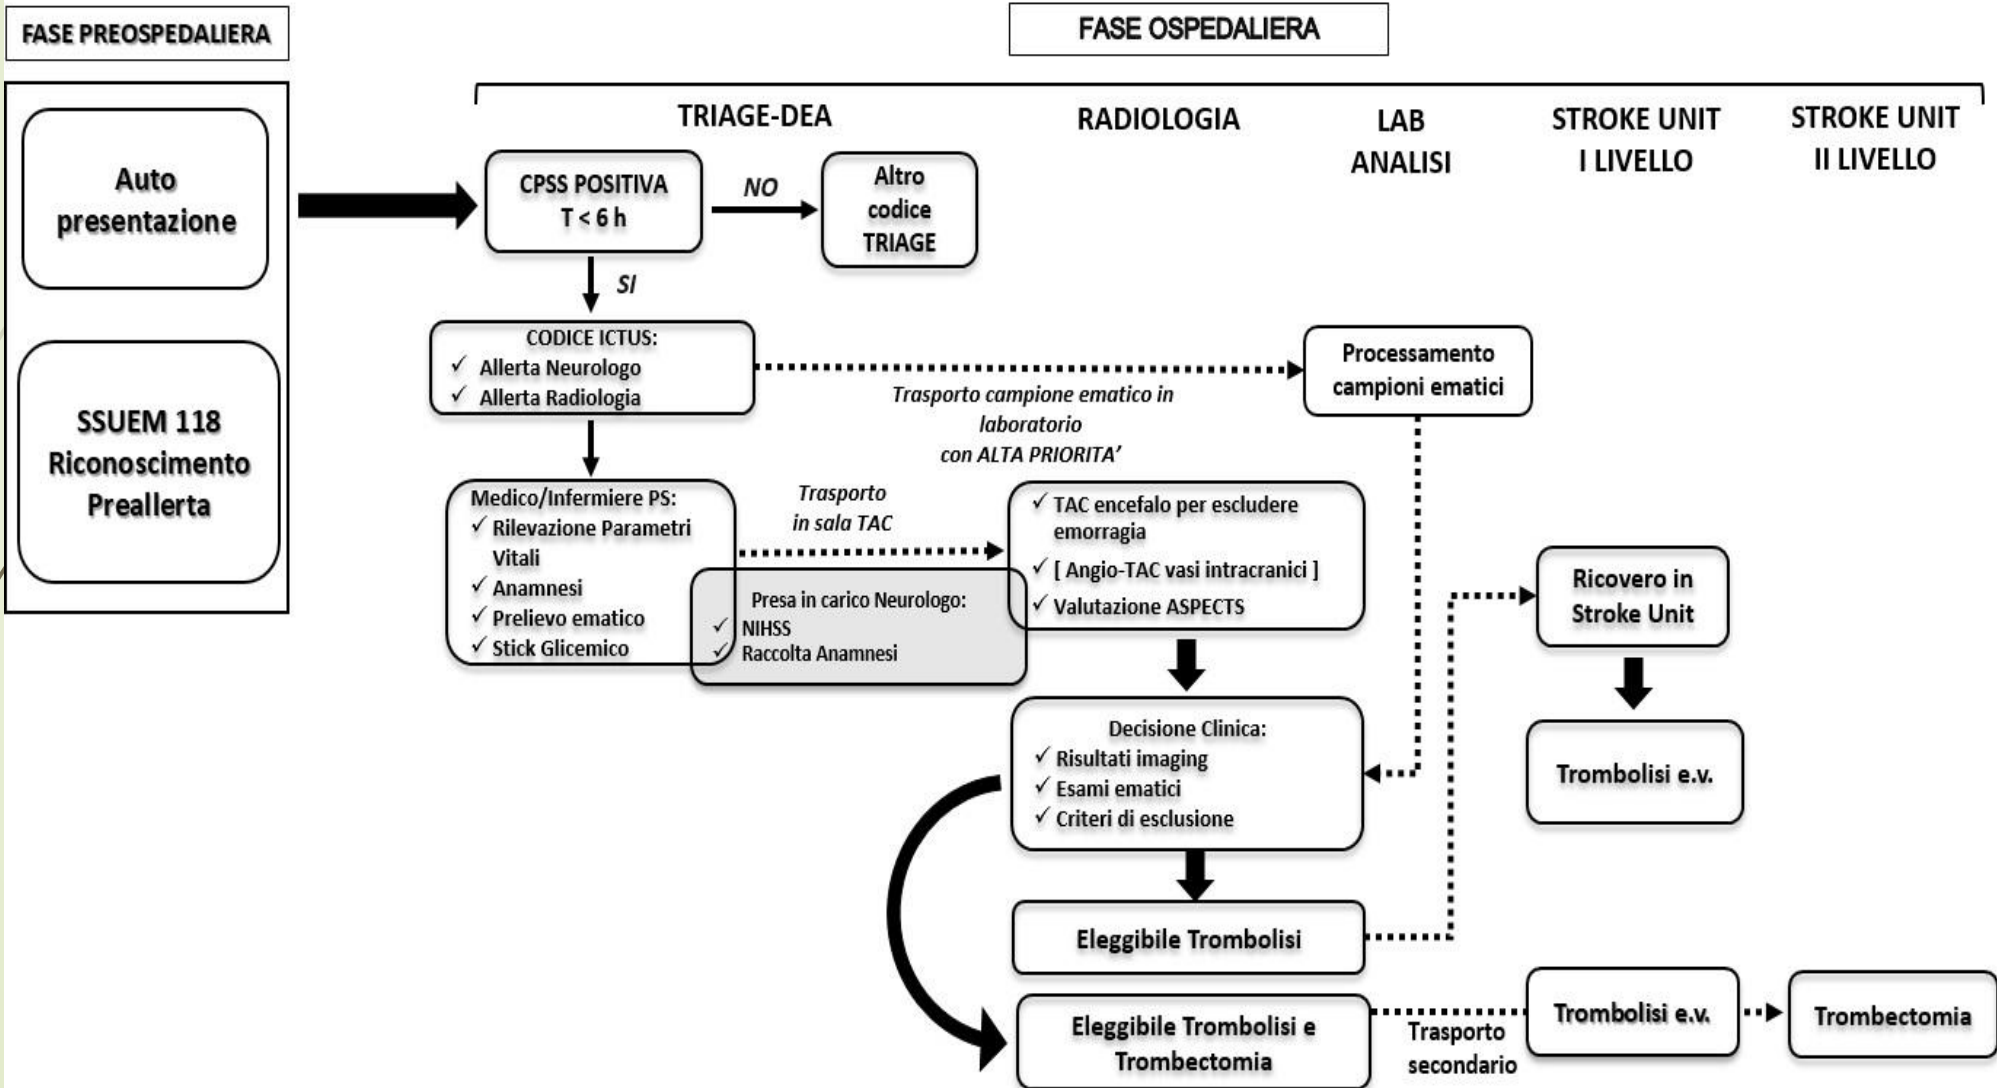 FASE PREOSPEDALIERA
Auto
presentazione
SSUEM 118
Riconoscimento
Preallerta
FASE OSPEDALIERA
TRIAGE-DEA
RADIOLOGIA
LAB
ANALISI
STROKE UNIT
I LIVELLO
STROKE UNIT
II LIVELLO
CPSS POSITIVA
T < 6 h
NO
Altro
codice
TRIAGE
SI
CODICE ICTUS:
✓ Allerta Neurologo
✓ Allerta Radiologia
Trasporto campione ematico in
laboratorio
con ALTA PRIORITA’
Processamento
campioni ematici
Medico/Infermiere PS:
✓ Rilevazione Parametri
Vitali
✓ Anamnesi
✓ Prelievo ematico
✓ Stick Glicemico
Trasporto
in sala TAC
Presa in carico Neurologo:
✓ NIHSS
✓ Raccolta Anamnesi
✓ TAC encefalo per escludere
emorragia
✓ [ Angio-TAC vasi intracranici ]
✓ Valutazione ASPECTS
Decisione Clinica:
✓ Risultati imaging
✓ Esami ematici
✓ Criteri di esclusione
Ricovero in
Stroke Unit
Trombolisi e.v.
Eleggibile Trombolisi
Eleggibile Trombolisi e
Trombectomia
Trasporto
secondario
Trombolisi e.v.
Trombectomia